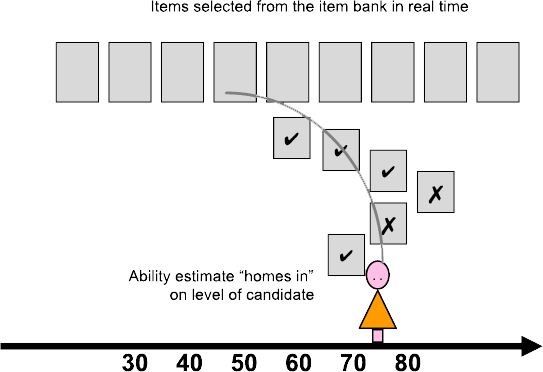 Items selected from the item bank in real time
✔
✔
✔
✗
✗
✔
Ability estimate “homes in”
on level of candidate
30 40 50 60 70 80